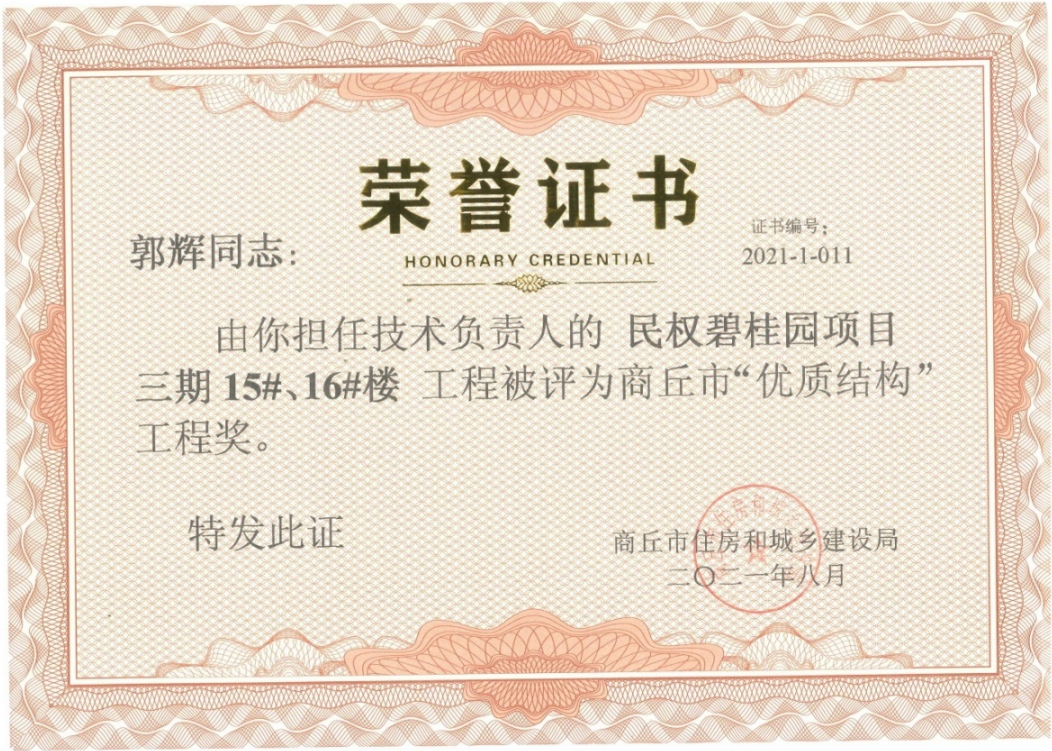 荣誉证书
HONORARY CREDENTIAL
证书编号：
2021-1-011
郭辉同志：
由你担任技术负责人的 民权碧桂园项目
三期 15#、16#楼 工程被评为商丘市“优质结构”
工程奖。
特发此证
商丘市住房和城乡建设局
二〇二一年八月